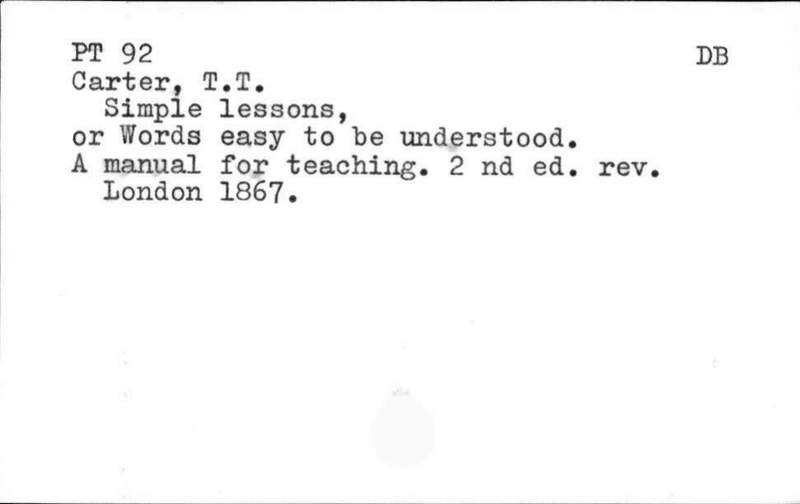 PT 92 DB
Carter, T.T.
Simple lessons,
or Words easy to be understood.
A manual for teaching. 2 nd ed. rev.
London 1867.